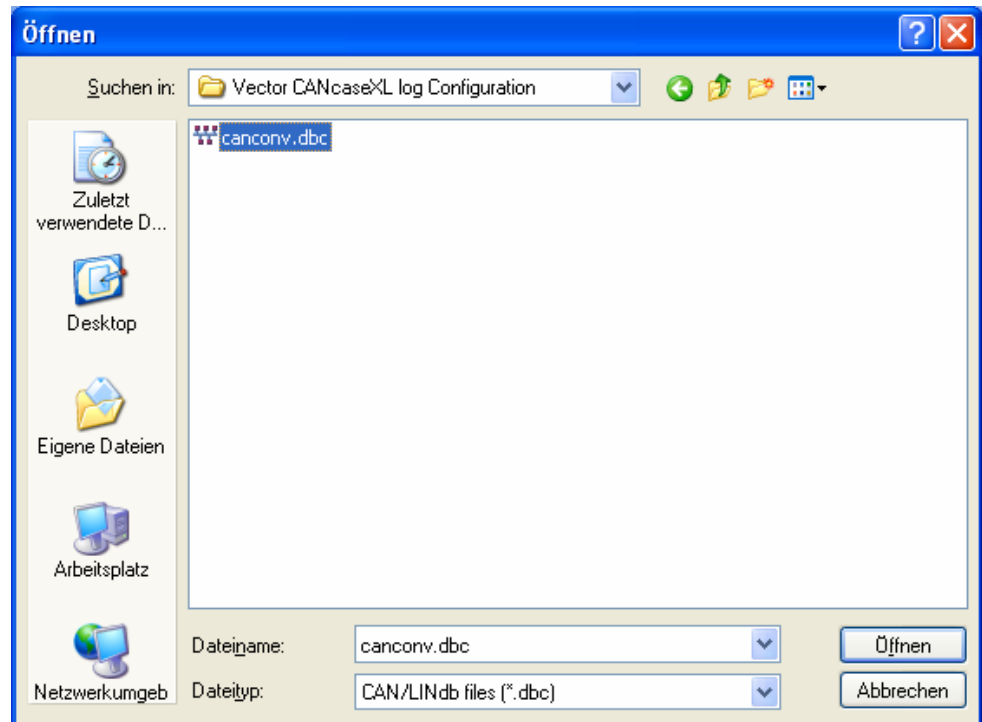 Öffnen
Suchen in: Vector CANcaseXL log Configuration
canconv.dbc
Zuletzt
verwendete D...
Desktop
Eigene Dateien
Arbeitsplatz
Netzwerkumgeb
Dateiname: canconv.dbc Öffnen
Dateityp: CAN/LINdb files (*.dbc) Abbrechen